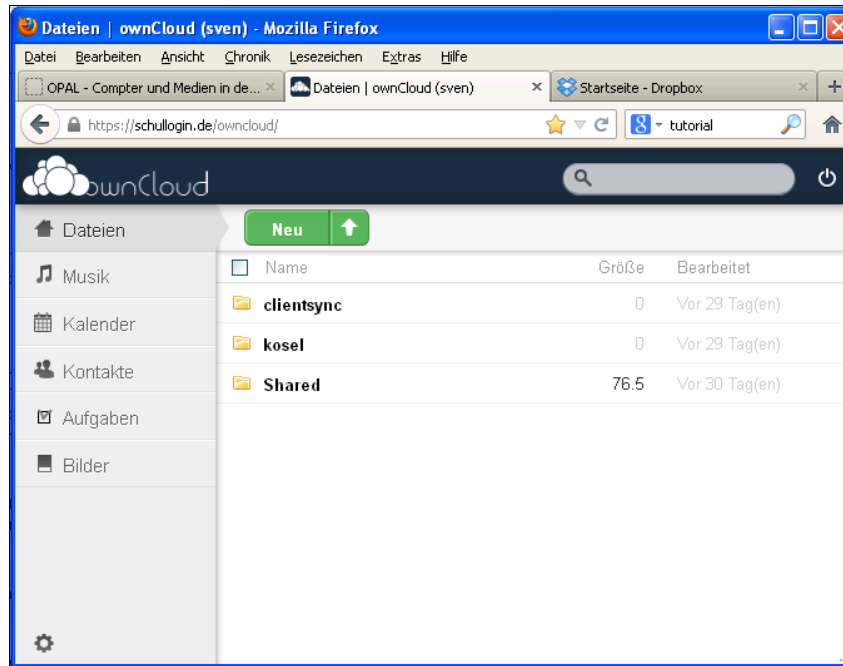 Dateien | ownCloud (sven) - Mozilla Firefox
Datei Bearbeiten Ansicht Chronik Lesezeichen Extras Hilfe
OPAL - Compter und Medien in de... Dateien | ownCloud (sven) Startseite - Dropbox
https://schullogin.de/owncloud/ tutorial
ownCloud
Dateien Neu
Name Größe Bearbeitet
Musik
clientsync 0 Vor 29 Tag(en)
Kalender
kosel 0 Vor 29 Tag(en)
Kontakte
Shared 76.5 Vor 30 Tag(en)
Aufgaben
Bilder